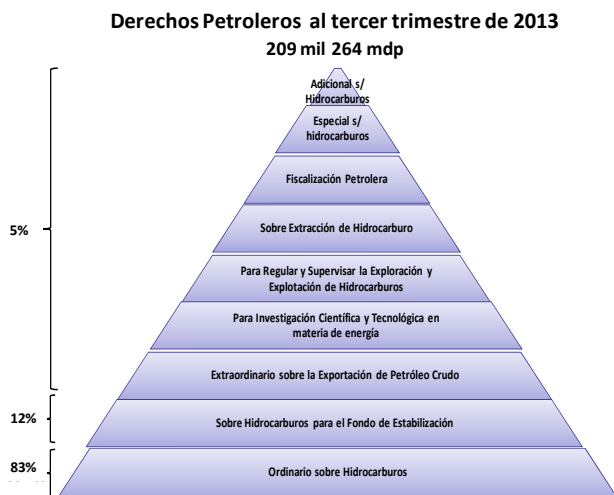 Derechos Petroleros al tercer trimestre de 2013
209 mil 264 mdp
Adicional s/
Hidrocarburos
Especial s/
hidrocarburos
Fiscalización Petrolera
5%
Sobre Extracción de Hidrocarburo
Para Regular y Supervisar la Exploración y
Explotación de Hidrocarburos
Para Investigación Científica y Tecnológica en
materia de energía
Extraordinario sobre la Exportación de Petróleo Crudo
12%
Sobre Hidrocarburos para el Fondo de Estabilización
83%
Ordinario sobre Hidrocarburos